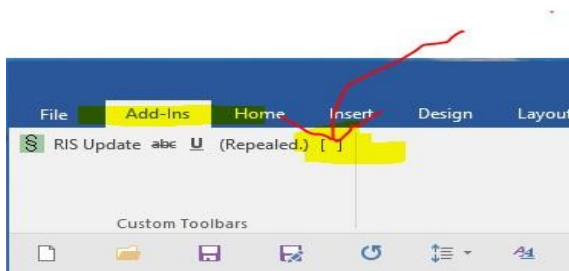 File Add-Ins Home Insert Design Layout
§ RIS Update abc U (Repealed.) [ ]
Custom Toolbars